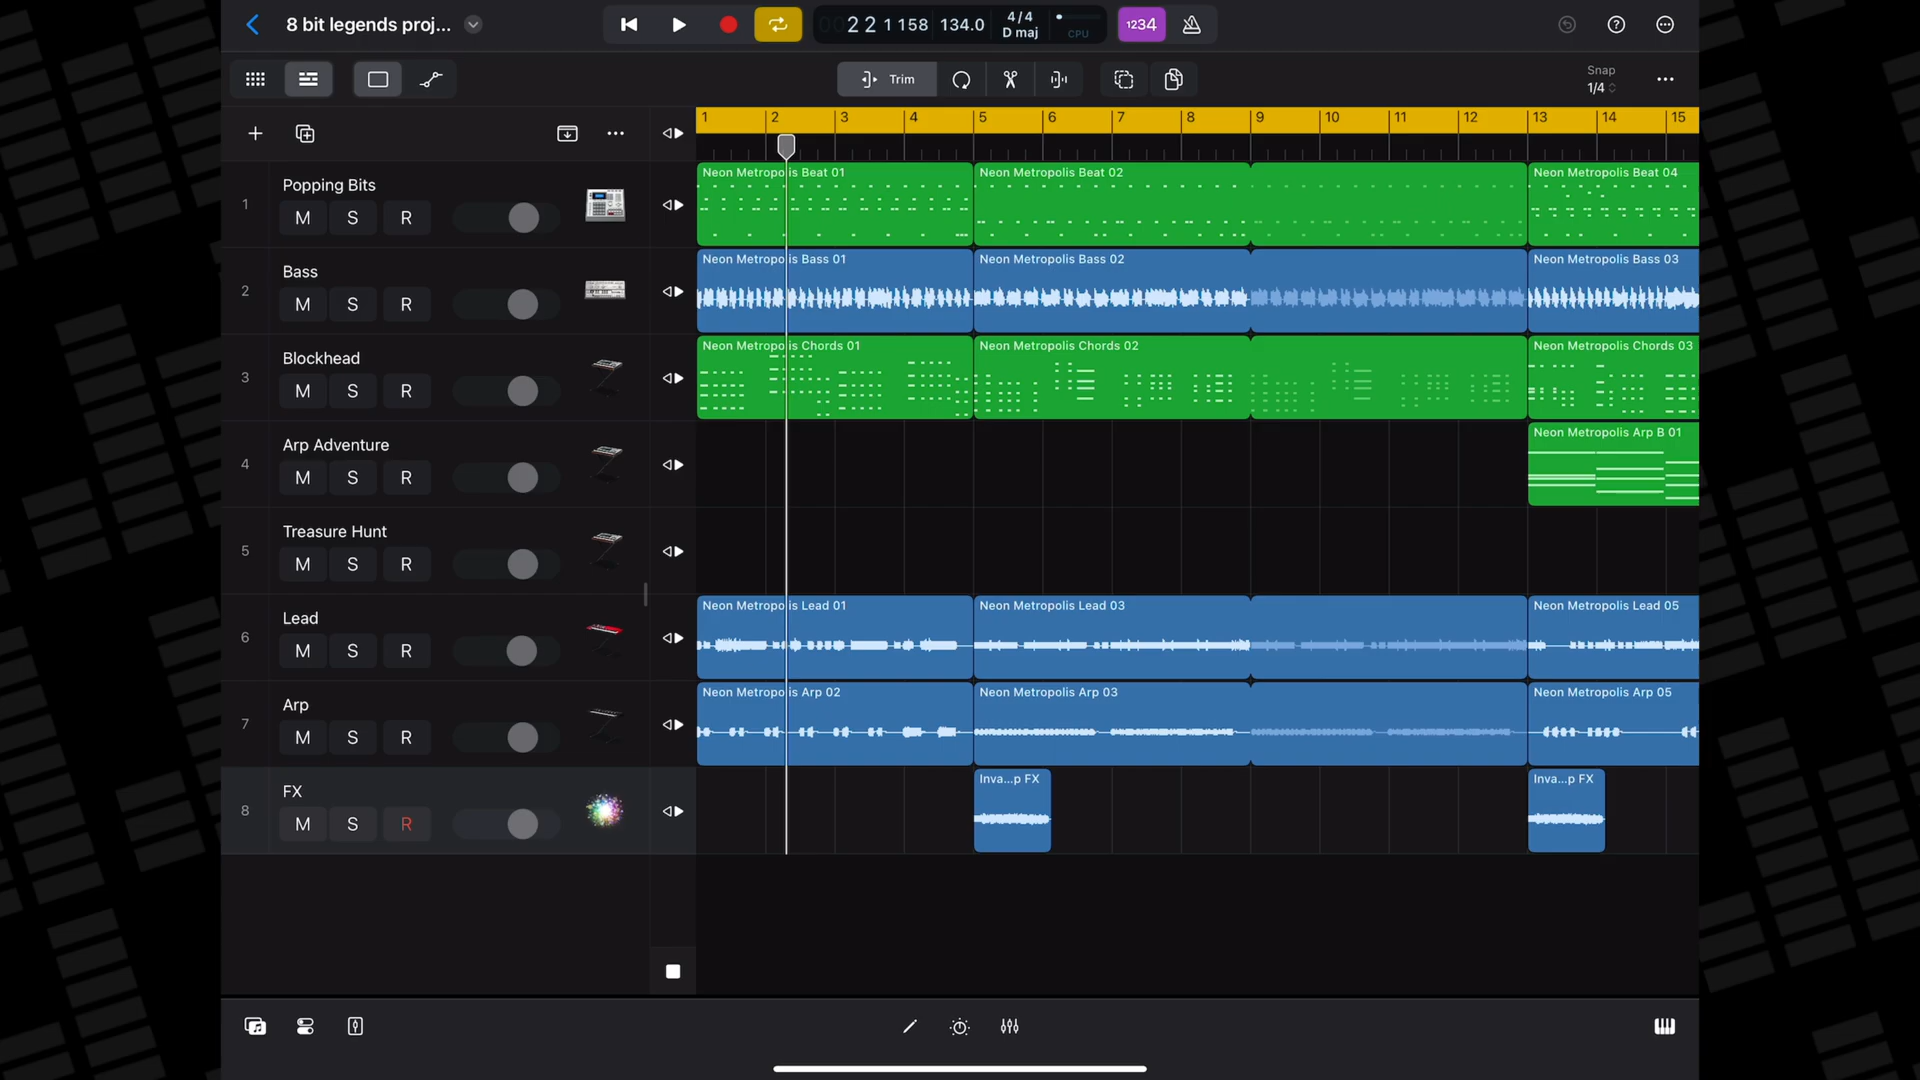 8 bit legends proj...
00 2 2 1 158
134.0
4/4
D maj
CPU
1234
Trim
Snap
1/4
1 2 3 4 5 6 7 8 9 10 11 12 13 14 15
1
Popping Bits
M S R
Neon Metropolis Beat 01
Neon Metropolis Beat 02
Neon Metropolis Beat 04
2
Bass
M S R
Neon Metropolis Bass 01
Neon Metropolis Bass 02
Neon Metropolis Bass 03
3
Blockhead
M S R
Neon Metropolis Chords 01
Neon Metropolis Chords 02
Neon Metropolis Chords 03
4
Arp Adventure
M S R
Neon Metropolis Arp B 01
5
Treasure Hunt
M S R
6
Lead
M S R
Neon Metropolis Lead 01
Neon Metropolis Lead 03
Neon Metropolis Lead 05
7
Arp
M S R
Neon Metropolis Arp 02
Neon Metropolis Arp 03
Neon Metropolis Arp 05
8
FX
M S R
Inva...p FX
Inva...p FX